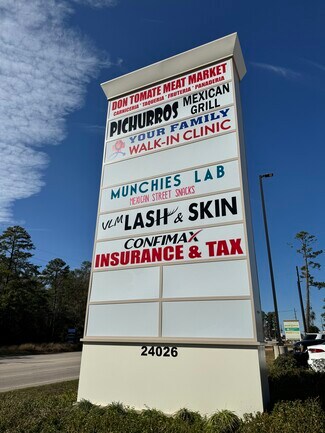 DON TOMATE MEAT MARKET
CARNICERIA * TAQUERIA * FRUTERIA * PANADERIA
PICHURROS MEXICAN GRILL
YOUR FAMILY
WALK-IN CLINIC
MUNCHIES LAB
MEXICAN STREET SNACKS
VLM LASH & SKIN
CONFIMAX
INSURANCE & TAX
24026